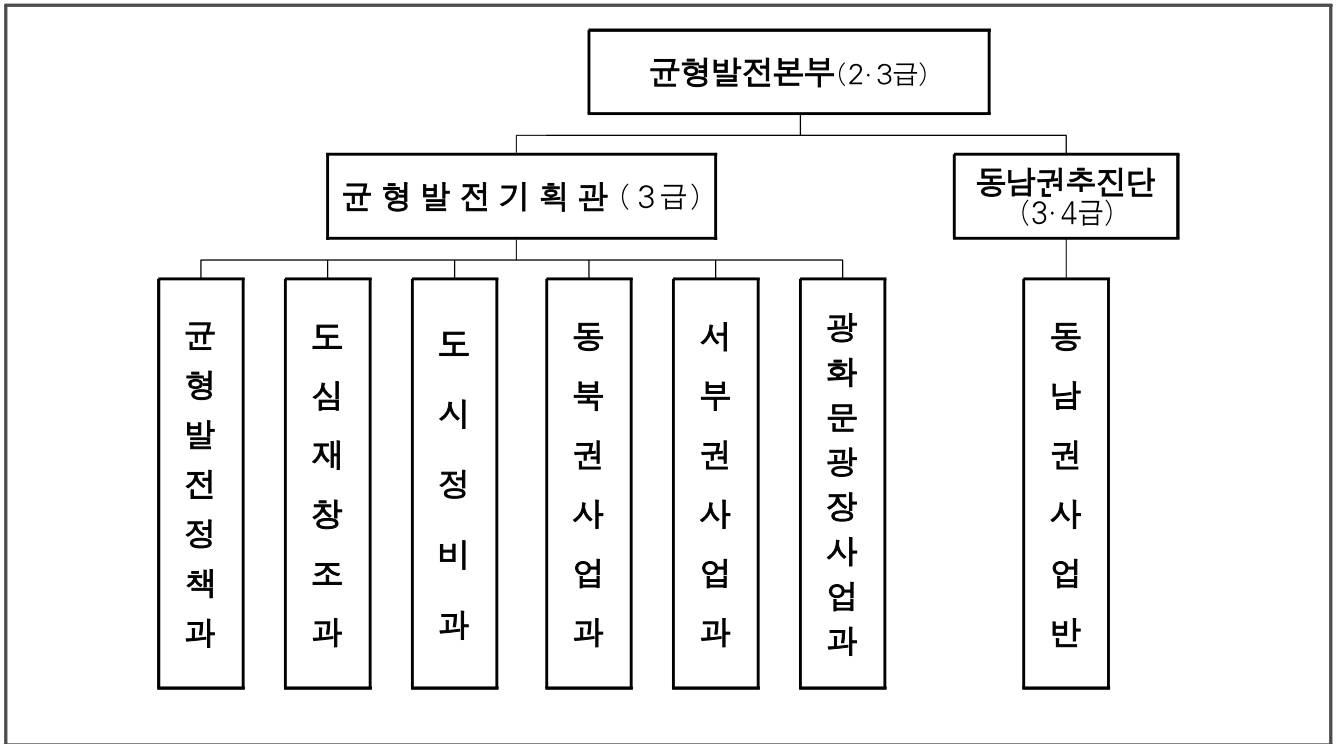 균형발전본부(2·3급)
균형발전기획관(3급)
동남권추진단
(3·4급)
균형발전정책과
도심재창조과
도시정비과
동북권사업과
서부권사업과
광화문광장사업과
동남권사업반